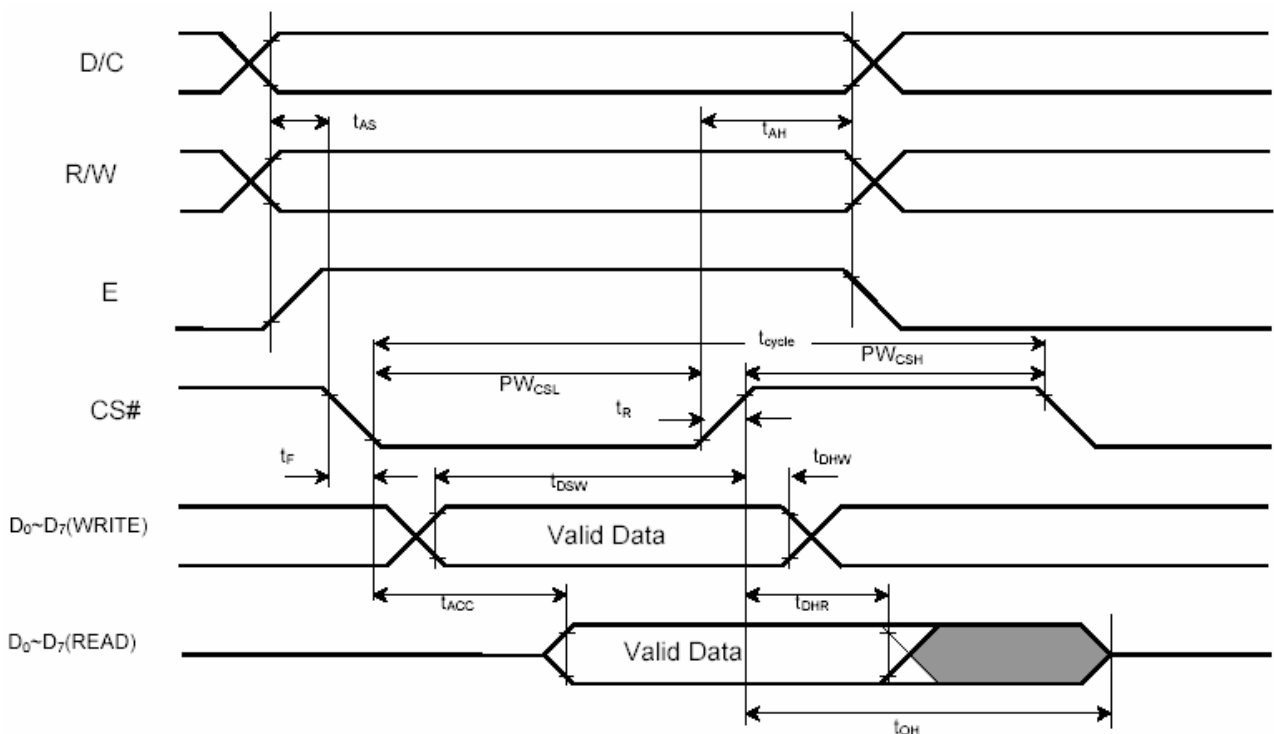 D/C
tAS
tAH
R/W
E
tcycle
PWCSH
PWCSL
CS#
tR
tF
tDHW
tDSW
D0~D7(WRITE)
Valid Data
tACC
tDHR
D0~D7(READ)
Valid Data
tOH